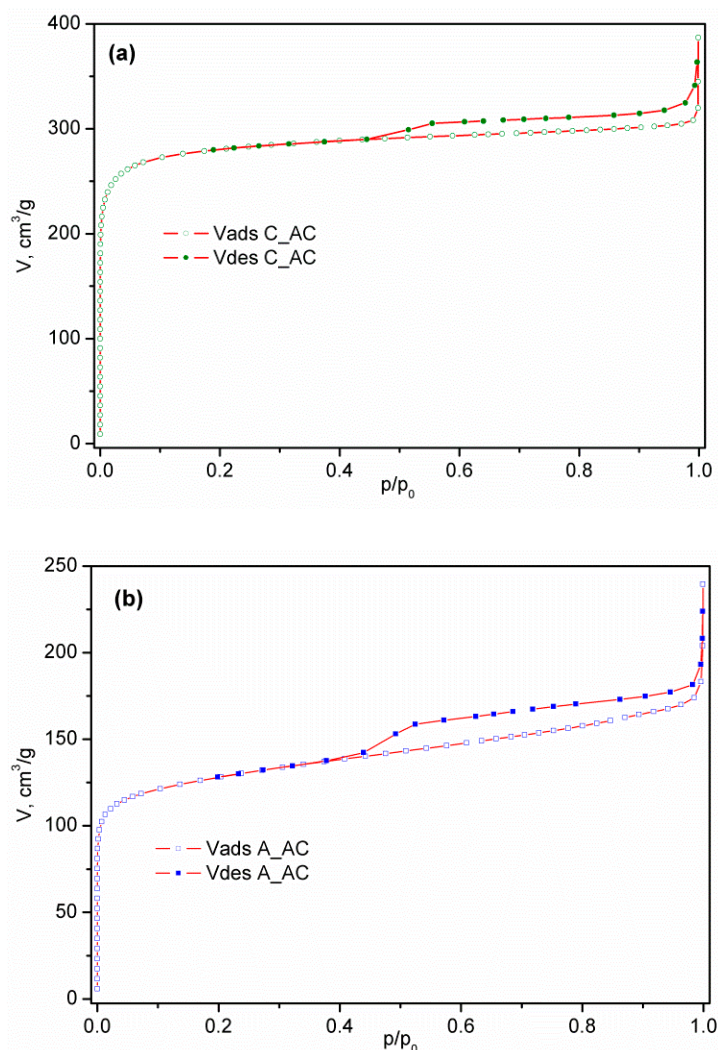 (a)
400
300
200
100
0
V, cm³/g
Vads C_AC
Vdes C_AC
0.0 0.2 0.4 0.6 0.8 1.0
p/p₀
(b)
250
200
150
100
50
0
V, cm³/g
Vads A_AC
Vdes A_AC
0.0 0.2 0.4 0.6 0.8 1.0
p/p₀